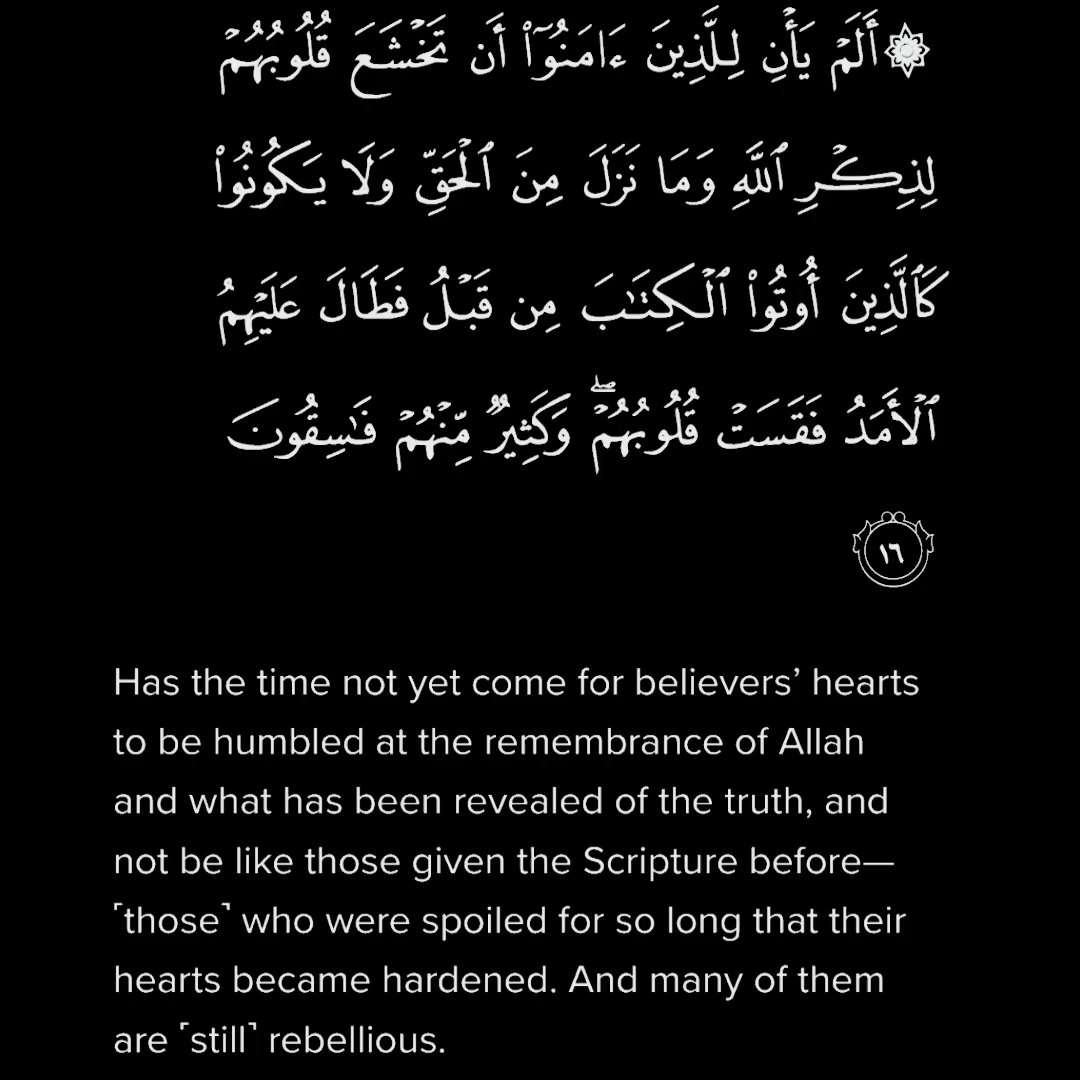 ۞ أَلَمۡ يَأۡنِ لِلَّذِينَ ءَامَنُوٓاْ أَن تَخۡشَعَ قُلُوبُهُمۡ
لِذِكۡرِ ٱللَّهِ وَمَا نَزَلَ مِنَ ٱلۡحَقِّ وَلَا يَكُونُواْ
كَٱلَّذِينَ أُوتُواْ ٱلۡكِتَٰبَ مِن قَبۡلُ فَطَالَ عَلَيۡهِمُ
ٱلۡأَمَدُ فَقَسَتۡ قُلُوبُهُمۡۖ وَكَثِيرٞ مِّنۡهُمۡ فَٰسِقُونَ
١٦
Has the time not yet come for believers’ hearts
to be humbled at the remembrance of Allah
and what has been revealed of the truth, and
not be like those given the Scripture before—
˹those˺ who were spoiled for so long that their
hearts became hardened. And many of them
are ˹still˺ rebellious.